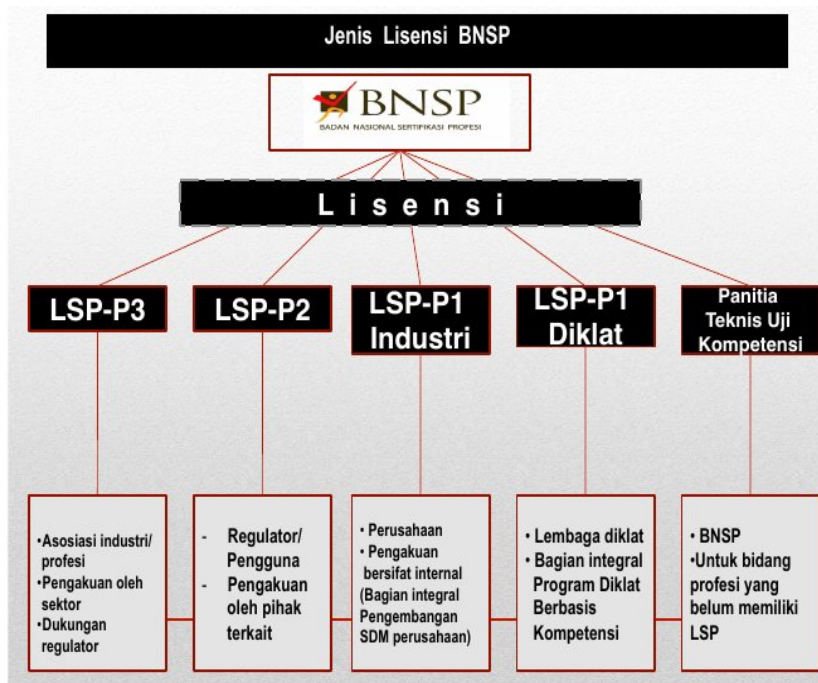 Jenis Lisensi BNSP
BNSP
BADAN NASIONAL SERTIFIKASI PROFESI
L i s e n s i
LSP-P3
LSP-P2
LSP-P1
Industri
LSP-P1
Diklat
Panitia
Teknis Uji
Kompetensi
•Asosiasi industri/
profesi
•Pengakuan oleh
sektor
•Dukungan
regulator
- Regulator/
Pengguna
- Pengakuan
oleh pihak
terkait
• Perusahaan
• Pengakuan
bersifat internal
(Bagian integral
Pengembangan
SDM perusahaan)
• Lembaga diklat
• Bagian integral
Program Diklat
Berbasis
Kompetensi
• BNSP
•Untuk bidang
profesi yang
belum memiliki
LSP